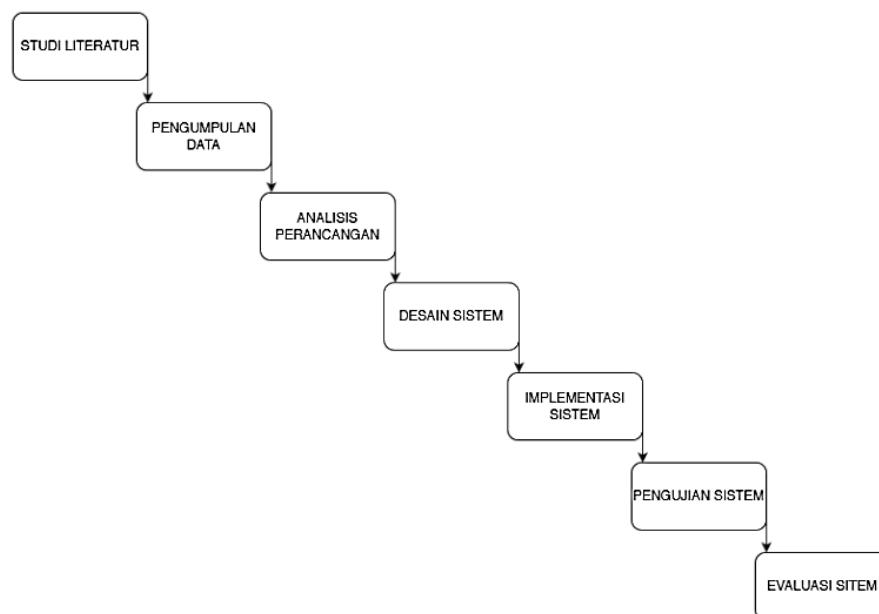 STUDI LITERATUR
PENGUMPULAN
DATA
ANALISIS
PERANCANGAN
DESAIN SISTEM
IMPLEMENTASI
SISTEM
PENGUJIAN SISTEM
EVALUASI SITEM